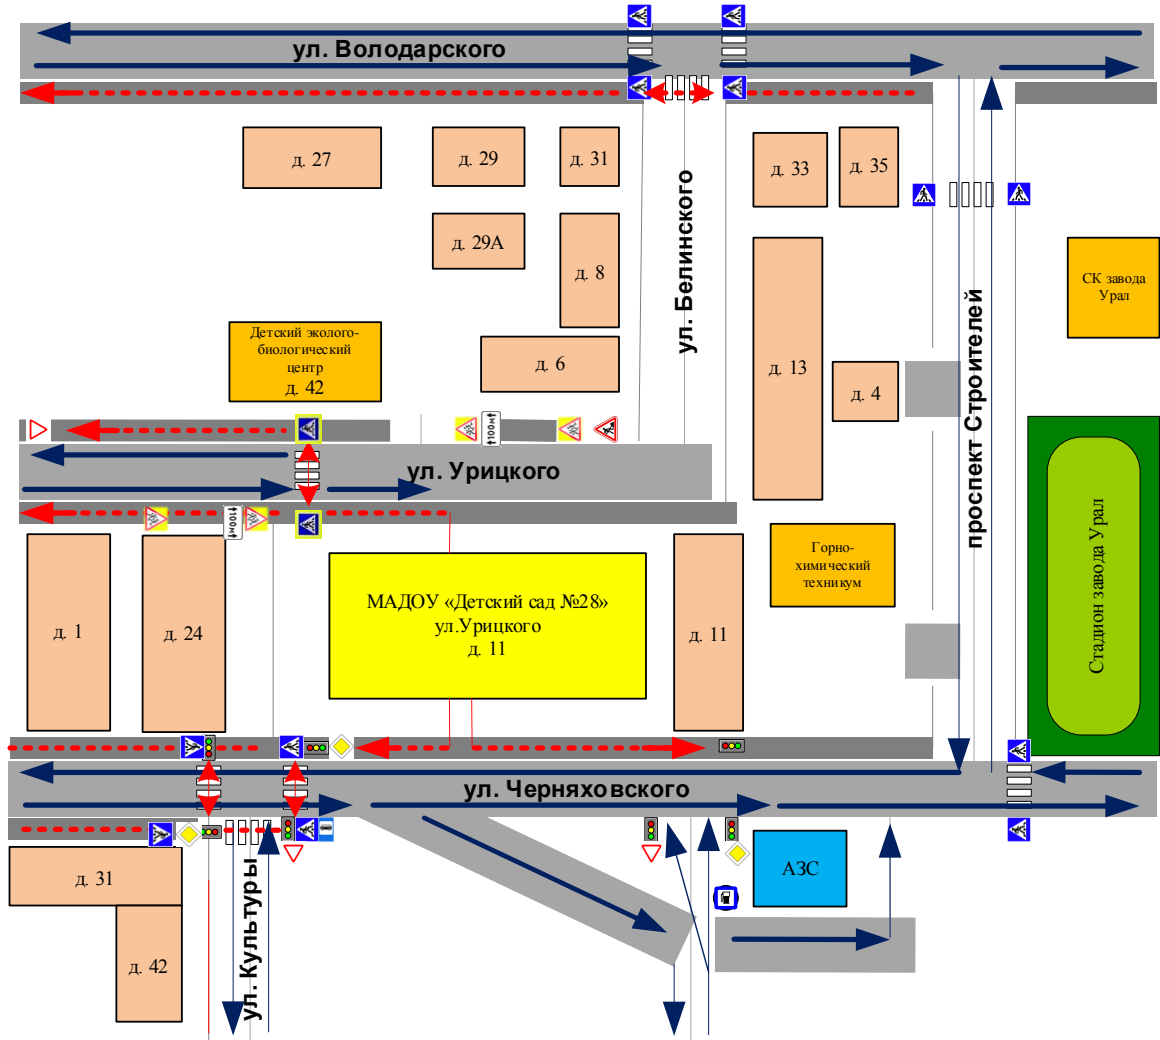 ул. Володарского
д. 27
д. 29
д. 31
д. 33
д. 35
ул. Белинского
д. 29А
д. 8
д. 13
проспект Строителей
СК завода
Урал
Детский эколого-
биологический
центр
д. 42
д. 6
д. 4
100м
ул. Урицкого
100м
Стадион завода Урал
д. 1
д. 24
МАДОУ «Детский сад №28»
ул.Урицкого
д. 11
д. 11
Горно-
химический
техникум
ул. Черняховского
д. 31
д. 42
ул. Культуры
АЗС